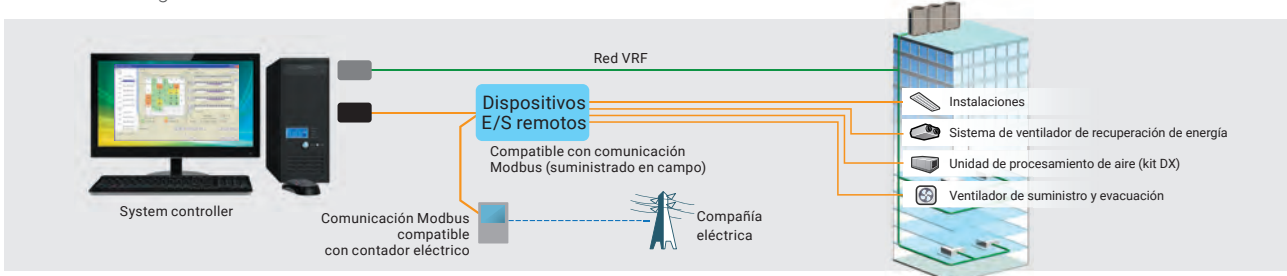 Red VRF
Dispositivos
E/S remotos
Compatible con comunicación
Modbus (suministrado en campo)
System controller
Comunicación Modbus
compatible
con contador eléctrico
Compañía
eléctrica
Instalaciones
Sistema de ventilador de recuperación de energía
Unidad de procesamiento de aire (kit DX)
Ventilador de suministro y evacuación